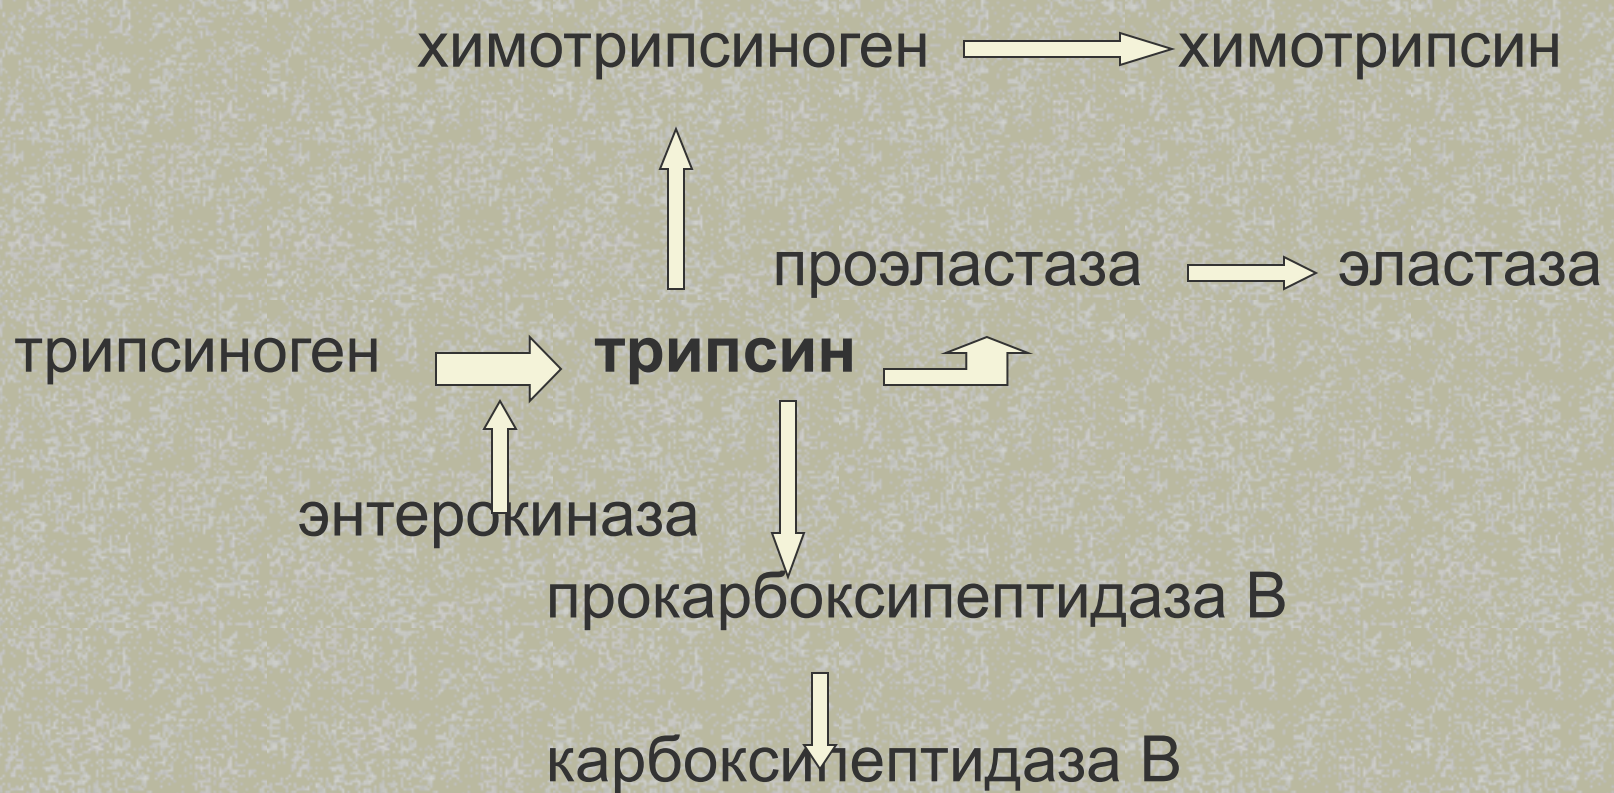 химотрипсиноген химотрипсин
проэластаза эластаза
трипсиноген трипсин
энтерокиназа
прокарбоксипептидаза В
карбоксипептидаза В